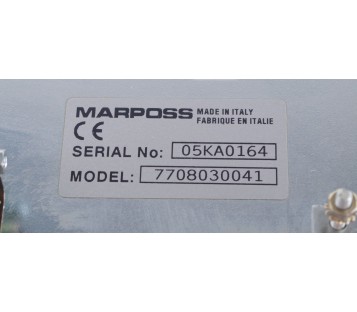 MARPOSS MADE IN ITALY
FABRIQUE EN ITALIE
CE
SERIAL No: 05KA0164
MODEL: 7708030041